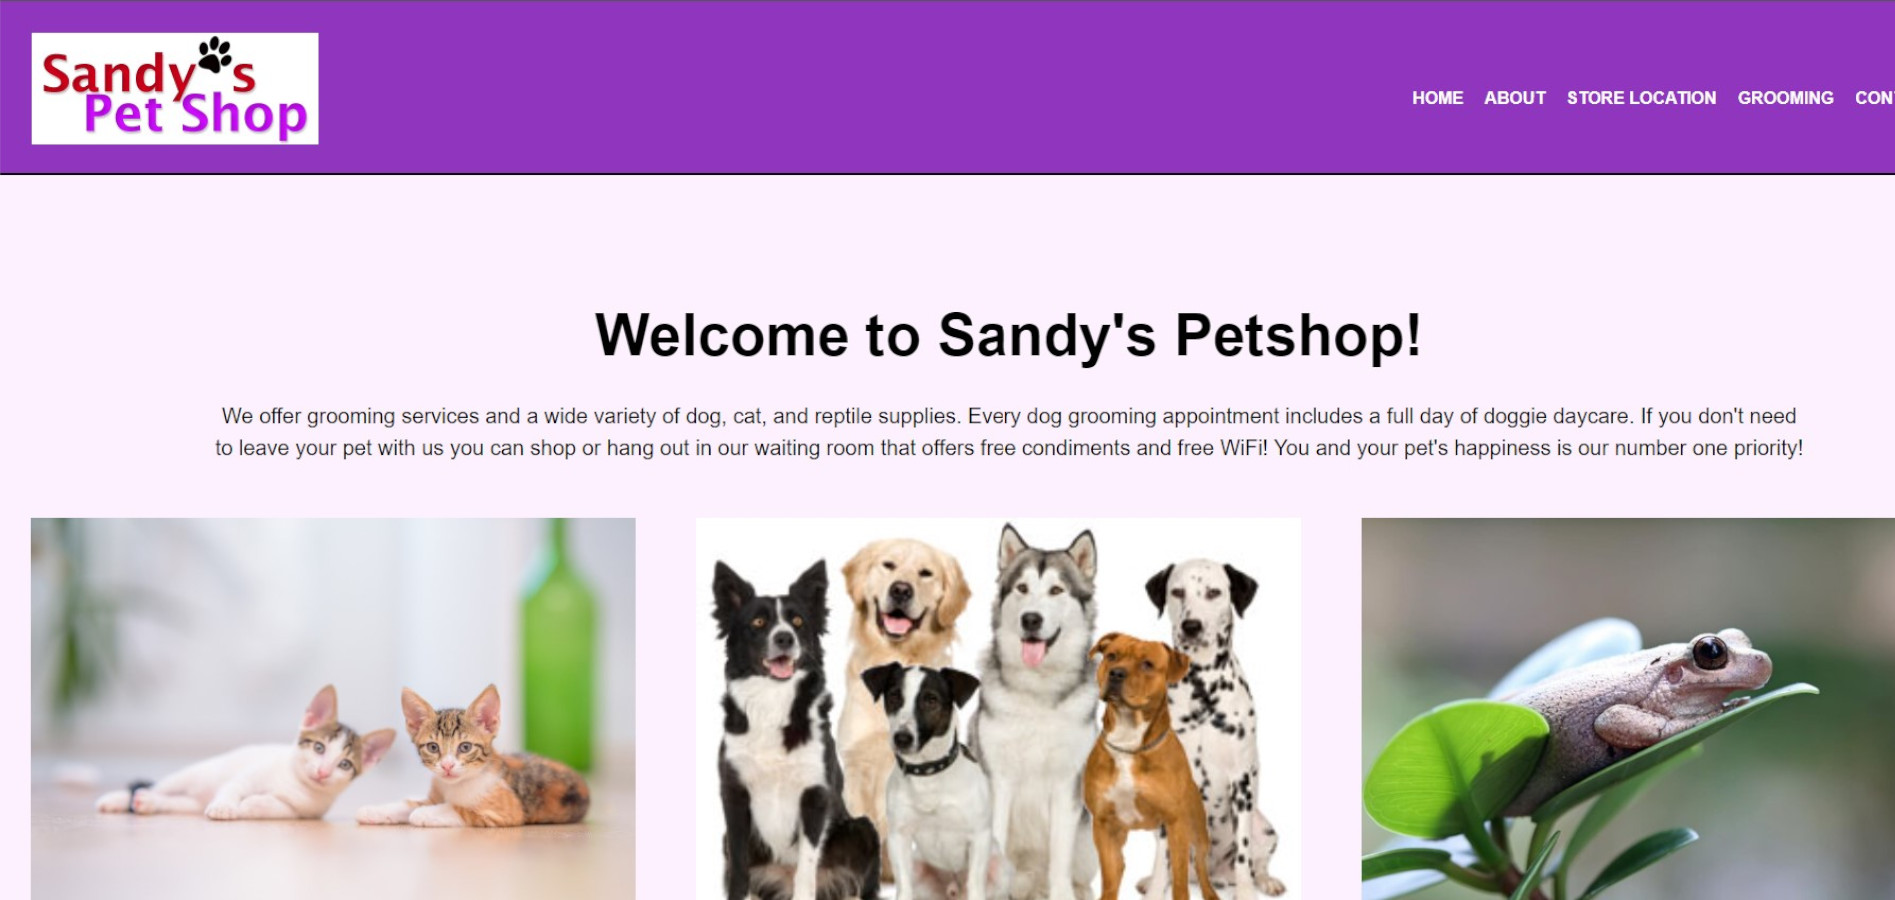 Sandy's
Pet Shop
HOME ABOUT STORE LOCATION GROOMING
Welcome to Sandy's Petshop!
We offer grooming services and a wide variety of dog, cat, and reptile supplies. Every dog grooming appointment includes a full day of doggie daycare. If you don't need
to leave your pet with us you can shop or hang out in our waiting room that offers free condiments and free WiFi! You and your pet's happiness is our number one priority!